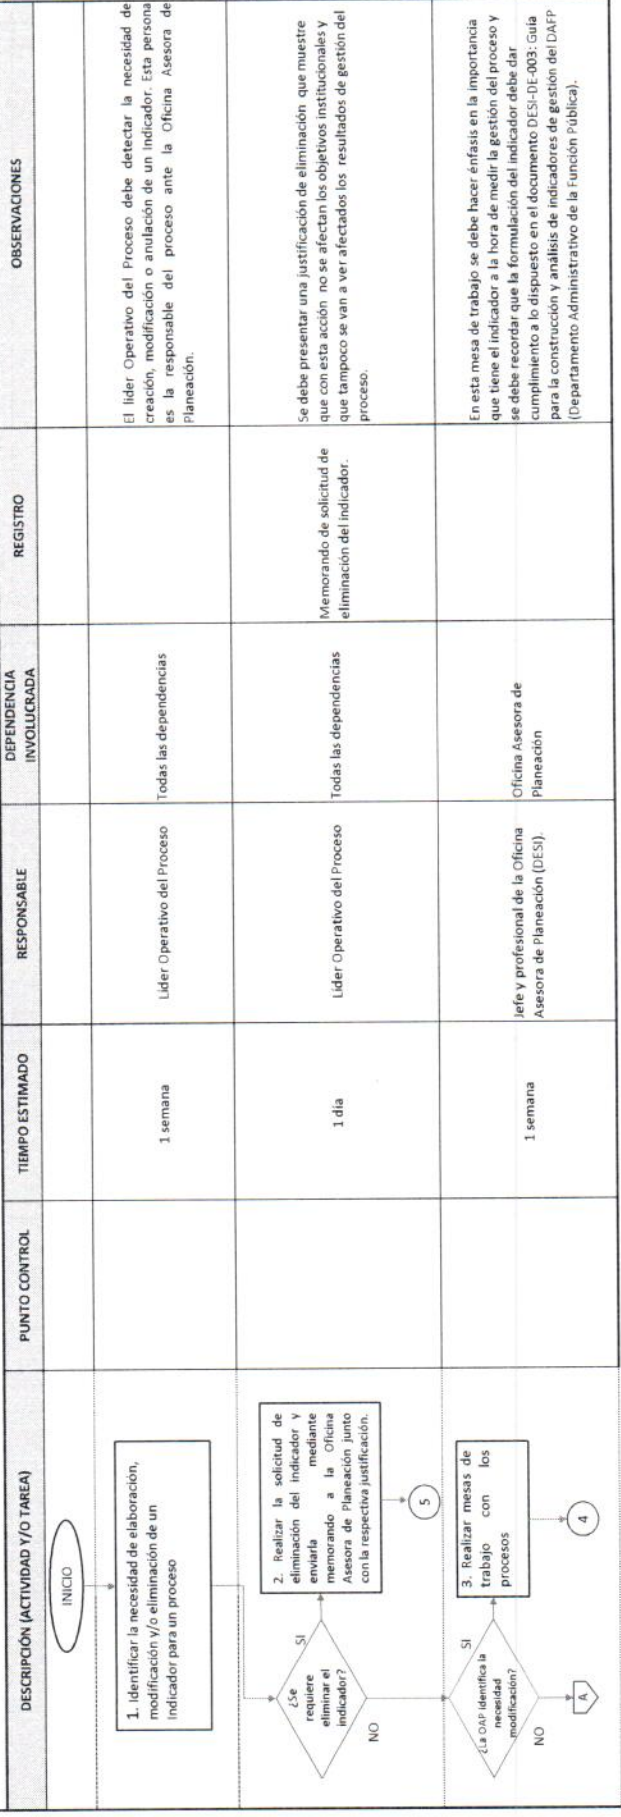 DESCRIPCIÓN (ACTIVIDAD Y/O TAREA)
PUNTO CONTROL
TIEMPO ESTIMADO
RESPONSABLE
DEPENDENCIA
INVOLUCRADA
REGISTRO
OBSERVACIONES
INICIO
1. Identificar la necesidad de elaboración,
modificación y/o eliminación de un
Indicador para un proceso
1 semana
Lider Operativo del Proceso
Todas las dependencias
El lider Operativo del Proceso debe detectar la necesidad de
creación, modificación o anulación de un Indicador. Esta persona
es la responsable del proceso ante la Oficina Asesora de
Planeación.
¿Se
requiere
eliminar el
indicador?
SI
NO
2. Realizar la solicitud de
eliminación del indicador y
enviarla mediante
memorando a la Oficina
Asesora de Planeación junto
con la respectiva justificación.
5
1 dia
Lider Operativo del Proceso
Todas las dependencias
Memorando de solicitud de
eliminación del indicador.
Se debe presentar una justificación de eliminación que muestre
que con esta acción no se afectan los objetivos institucionales y
que tampoco se van a ver afectados los resultados de gestión del
proceso.
¿La OAP identifica la
necesidad
modificación?
SI
NO
A
3. Realizar mesas de
trabajo con los
procesos
4
1 semana
Jefe y profesional de la Oficina
Asesora de Planeación (DESI).
Oficina Asesora de
Planeación
En esta mesa de trabajo se debe hacer énfasis en la importancia
que tiene el indicador a la hora de medir la gestión del proceso y
se debe recordar que la formulación del indicador debe dar
cumplimiento a lo dispuesto en el documento DESI-DE-003: Guía
para la construcción y análisis de indicadores de gestión del DAFP
(Departamento Administrativo de la Función Pública).